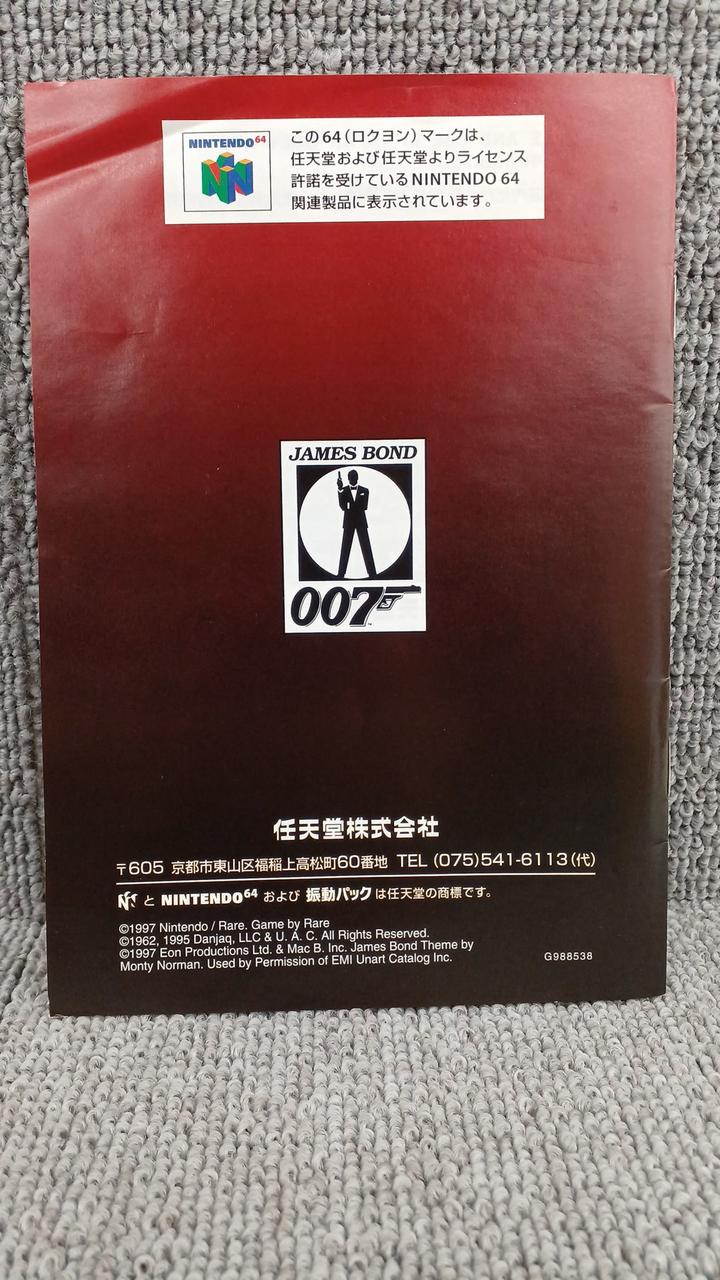 NINTENDO64
この64（ロクヨン）マークは、
任天堂および任天堂よりライセンス
許諾を受けているNINTENDO 64
関連製品に表示されています。
JAMES BOND
007
TM
任天堂株式会社
〒605 京都市東山区福稲上高松町60番地 TEL (075)541-6113(代)
と NINTENDO64 および 振動パック は任天堂の商標です。
©1997 Nintendo / Rare. Game by Rare
©1962, 1995 Danjaq, LLC & U. A. C. All Rights Reserved.
©1997 Eon Productions Ltd. & Mac B. Inc. James Bond Theme by
Monty Norman. Used by Permission of EMI Unart Catalog Inc.
G988538